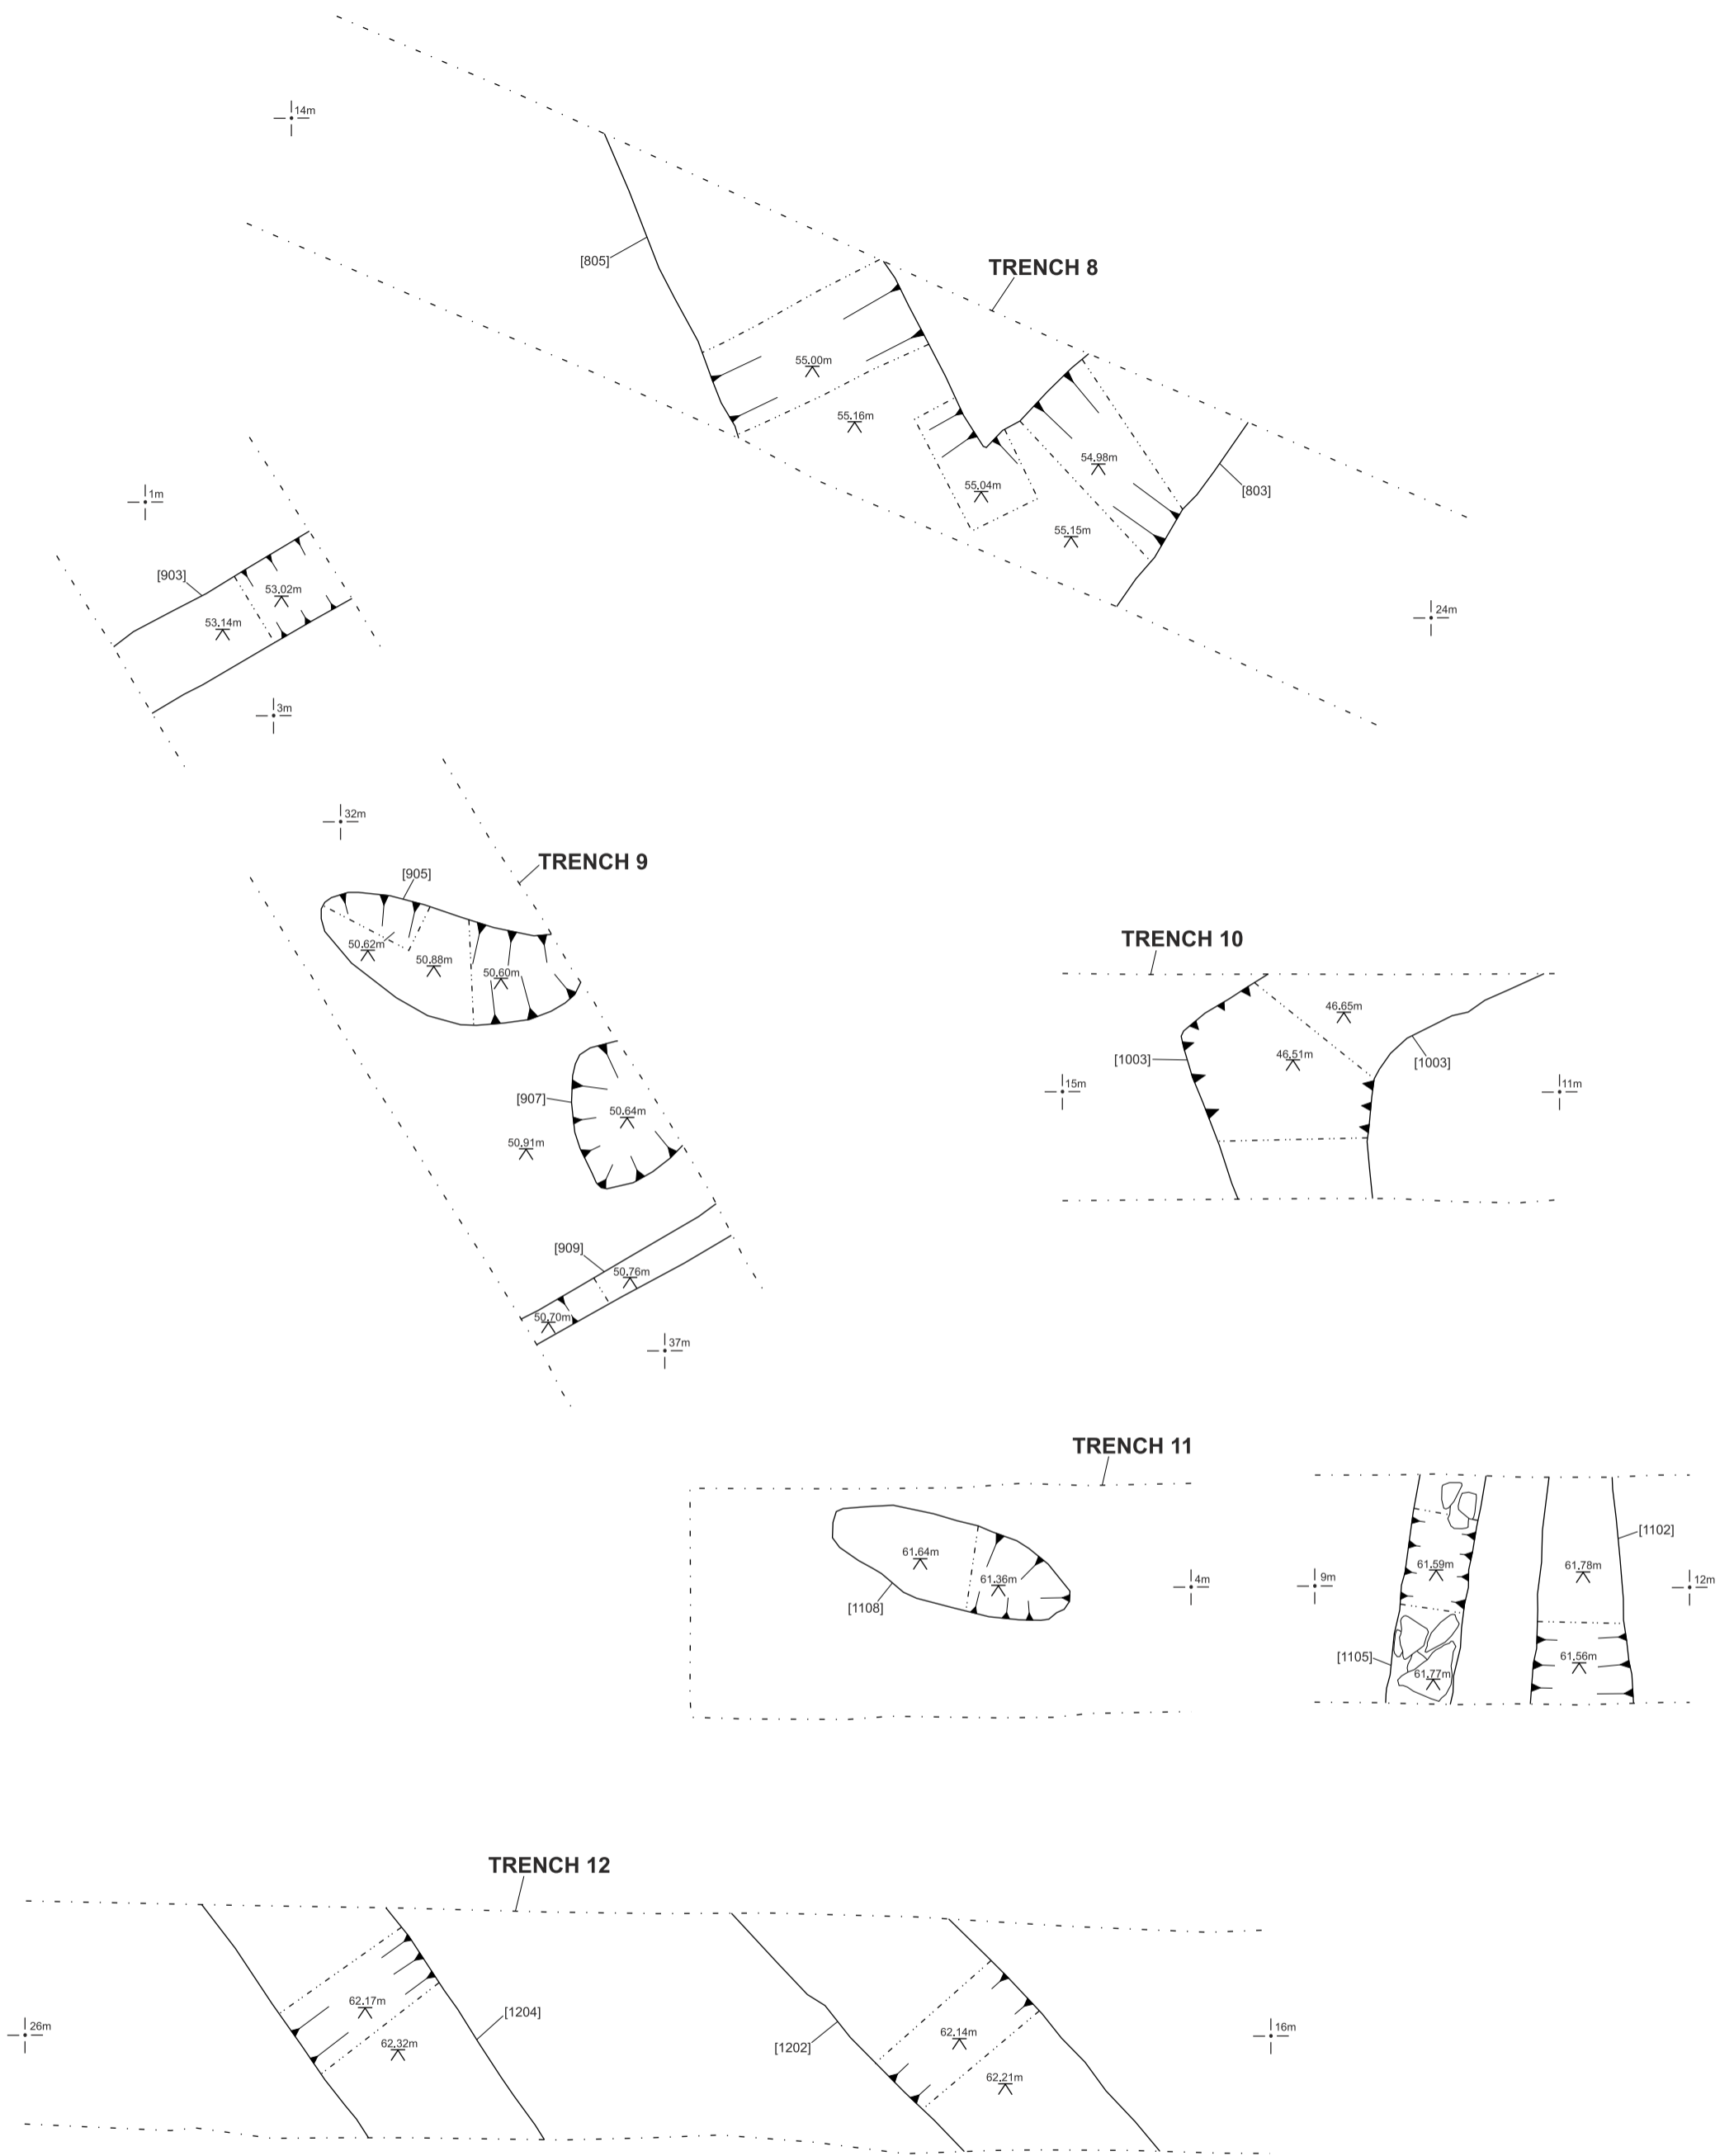 14m
[805]
TRENCH 8
55.00m
55.16m
54.98m
55.04m
[803]
55.15m
24m
1m
[903]
53.02m
53.14m
3m
32m
TRENCH 9
[905]
50.62m
50.88m
50.60m
[907]
50.64m
50.91m
[909]
50.76m
50.70m
37m
TRENCH 10
46.65m
46.51m
[1003]
[1003]
15m
11m
TRENCH 11
61.64m
61.36m
[1108]
4m
9m
61.59m
61.78m
[1102]
12m
[1105]
61.77m
61.56m
TRENCH 12
62.17m
[1204]
62.32m
26m
[1202]
62.14m
62.21m
16m